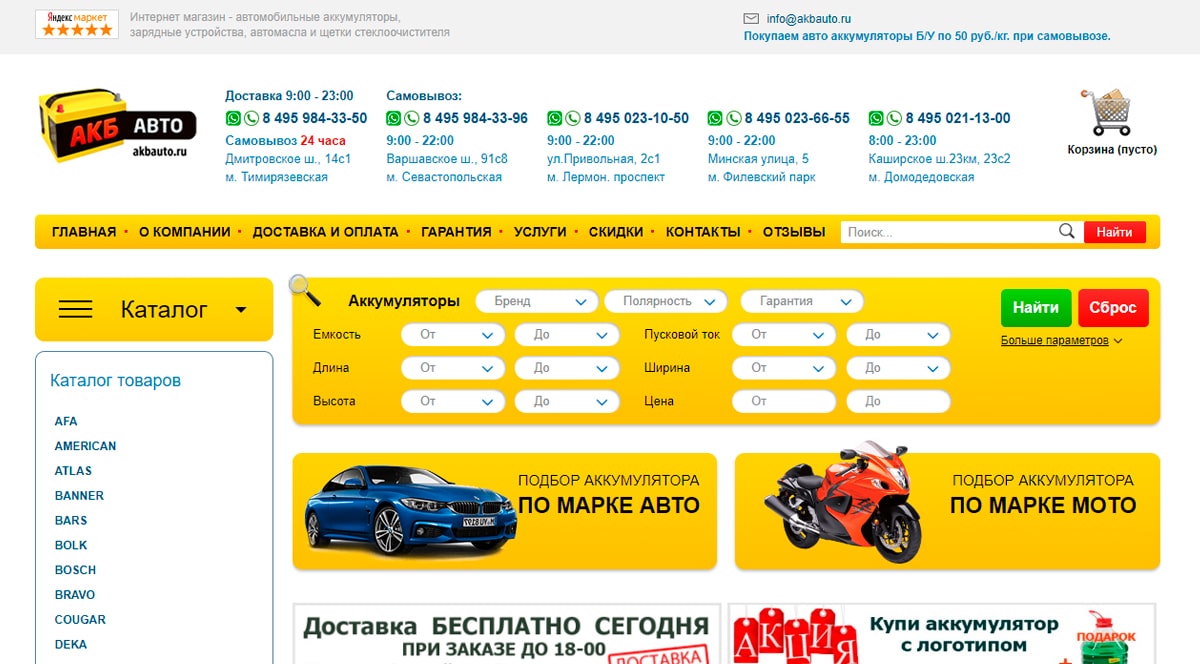 Яндекс маркет
Интернет магазин - автомобильные аккумуляторы,
зарядные устройства, автомасла и щетки стеклоочистителя
info@akbauto.ru
Покупаем авто аккумуляторы Б/У по 50 руб./кг. при самовывозе.
АКБ АВТО
akbauto.ru
Доставка 9:00 - 23:00
8 495 984-33-50
Самовывоз 24 часа
Дмитровское ш., 14с1
м. Тимирязевская
Самовывоз:
8 495 984-33-96
9:00 - 22:00
Варшавское ш., 91с8
м. Севастопольская
8 495 023-10-50
9:00 - 22:00
ул.Привольная, 2с1
м. Лермон. проспект
8 495 023-66-55
9:00 - 22:00
Минская улица, 5
м. Филевский парк
8 495 021-13-00
8:00 - 23:00
Каширское ш.23км, 23с2
м. Домодедовская
Корзина (пусто)
ГЛАВНАЯ • О КОМПАНИИ • ДОСТАВКА И ОПЛАТА • ГАРАНТИЯ • УСЛУГИ • СКИДКИ • КОНТАКТЫ • ОТЗЫВЫ
Поиск...
Найти
Каталог
Каталог товаров
AFA
AMERICAN
ATLAS
BANNER
BARS
BOLK
BOSCH
BRAVO
COUGAR
DEKA
Аккумуляторы Бренд Полярность Гарантия
Емкость От До Пусковой ток От До
Длина От До Ширина От До
Высота От До Цена От До
Найти Сброс
Больше параметров
ПОДБОР АККУМУЛЯТОРА
ПО МАРКЕ АВТО
ПОДБОР АККУМУЛЯТОРА
ПО МАРКЕ МОТО
Доставка БЕСПЛАТНО СЕГОДНЯ
ПРИ ЗАКАЗЕ ДО 18-00
ДОСТАВКА
АКЦИЯ
Купи аккумулятор
с логотипом
ПОДАРОК
+